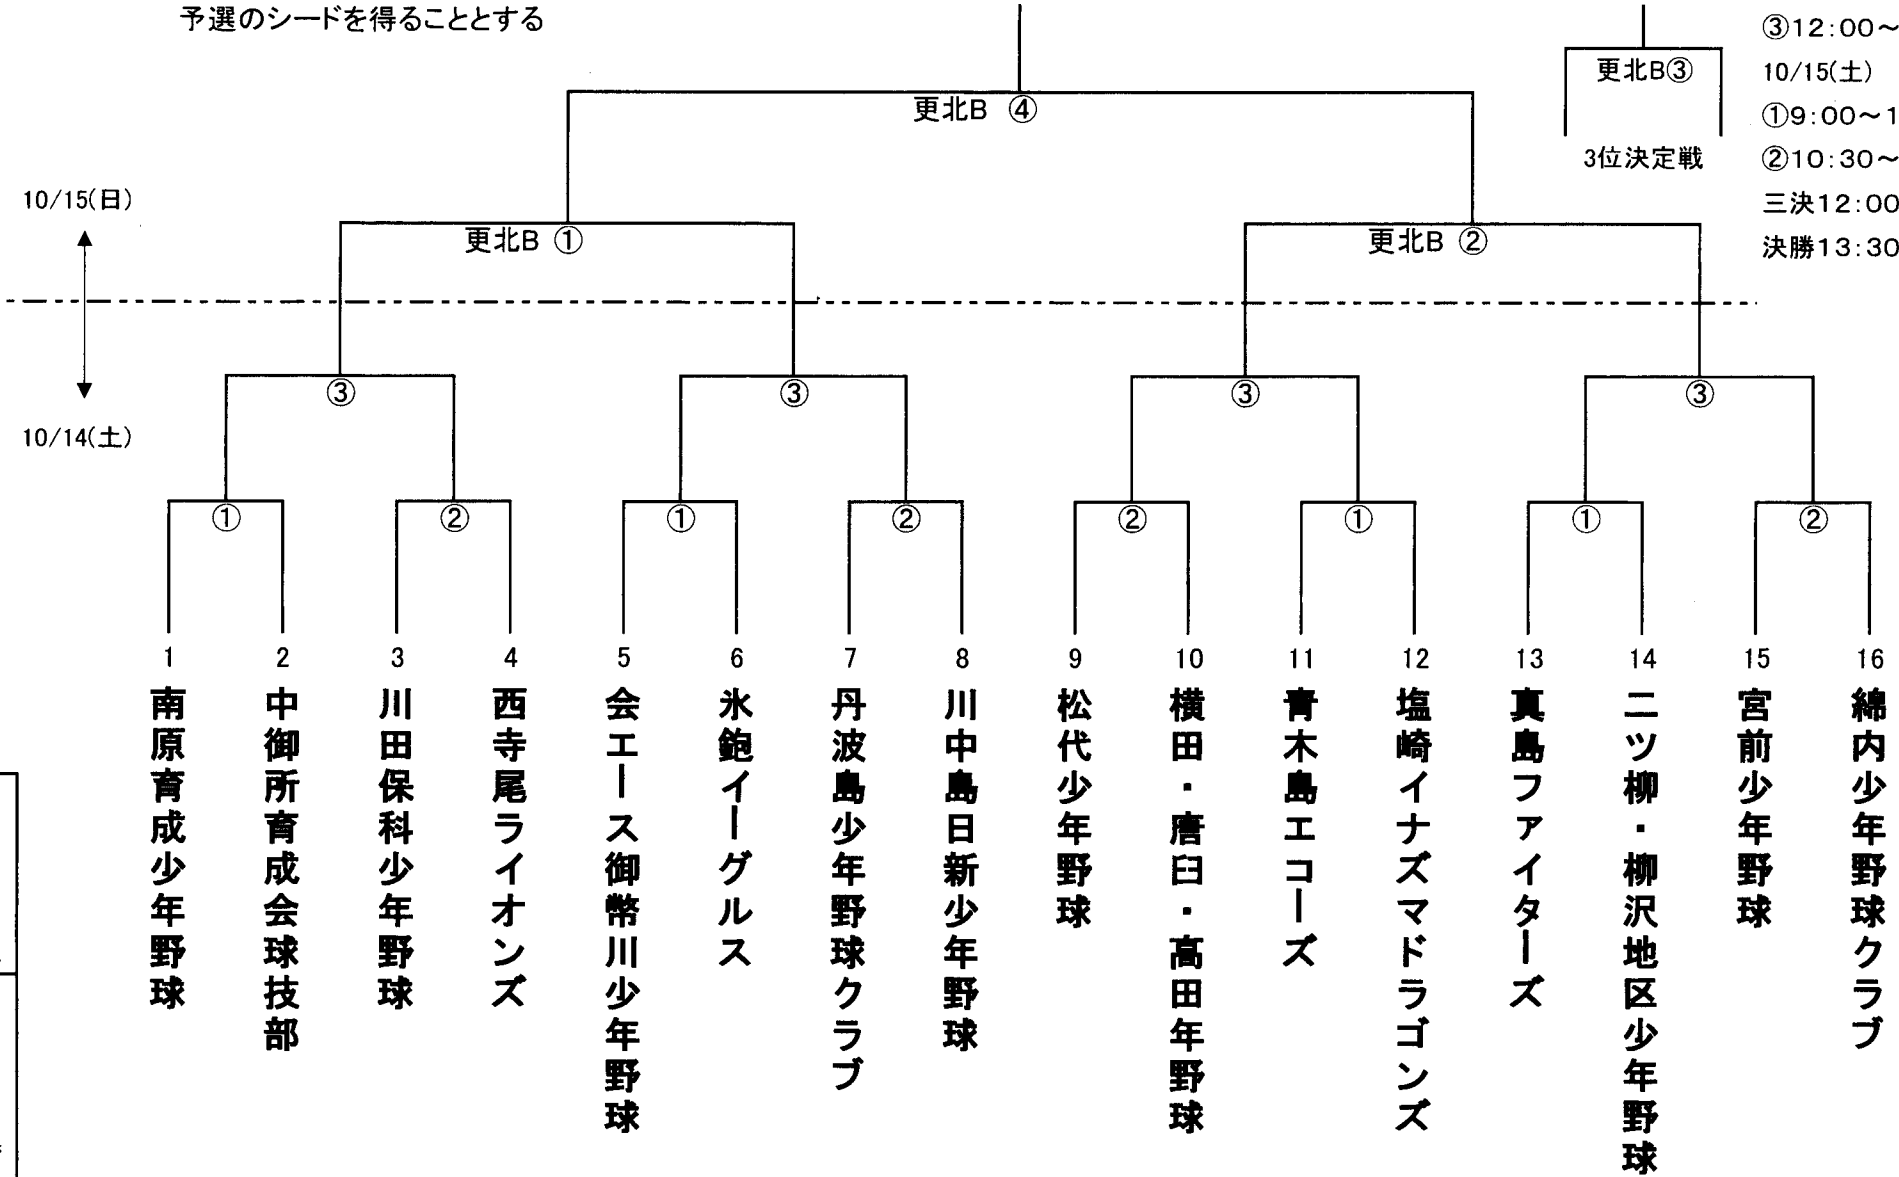 予選のシードを得ることとする
③12:00～
更北B③
10/15(土)
①9:00～1
3位決定戦
②10:30～
三決12:00
決勝13:30
更北B ④
10/15(日)
更北B ①
更北B ②
10/14(土)
③
③
③
③
①
②
①
②
②
①
①
②
1
2
3
4
5
6
7
8
9
10
11
12
13
14
15
16
南原育成少年野球
中御所育成会球技部
川田保科少年野球
西寺尾ライオンズ
会エース御幣川少年野球
氷鉋イーグルス
丹波島少年野球クラブ
川中島日新少年野球
松代少年野球
横田・唐臼・高田年野球
青木島エコーズ
塩崎イナズマドラゴンズ
真島ファイターズ
二ツ柳・柳沢地区少年野球
宮前少年野球
綿内少年野球クラブ